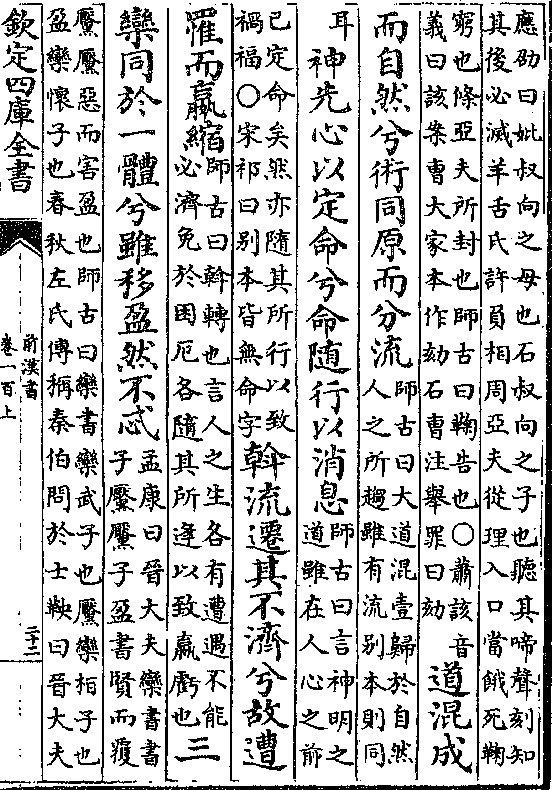 應劭曰妣叔向之母也石叔向之子也聽其啼聲刻知
其後必滅羊舌氏許負相周亞夫從理入口當餓死鞠
窮也條亞夫所封也師古曰鞠告也○蕭該音
義曰該案曹大家本作劾石曹注舉罪曰劾
道混成
而自然兮術同原而分流
師古曰大道混壹歸於自然
人之所趨雖有流别本則同
耳
神先心以定命兮命随行以消息
師古曰言神明之
道雖在人心之前
已定命矣然亦隨其所行以致
禍福○宋祁曰别本皆無命字
斡流遷其不濟兮故遭
罹而嬴縮
師古曰斡轉也言人之生各有遭遇不能
必濟免於困厄各隨其所逢以致嬴虧也
三
欒同於一體兮雖移盈然不忒
孟康曰晉大夫欒書書
子黶黶子盈書賢而覆
黶黶惡而害盈也師古曰欒書欒武子也黶欒桓子也
盈欒懷子也春秋左氏傳稱秦伯問於士鞅曰晉大夫
欽定四庫全書
前漢書
卷一百上
二十二